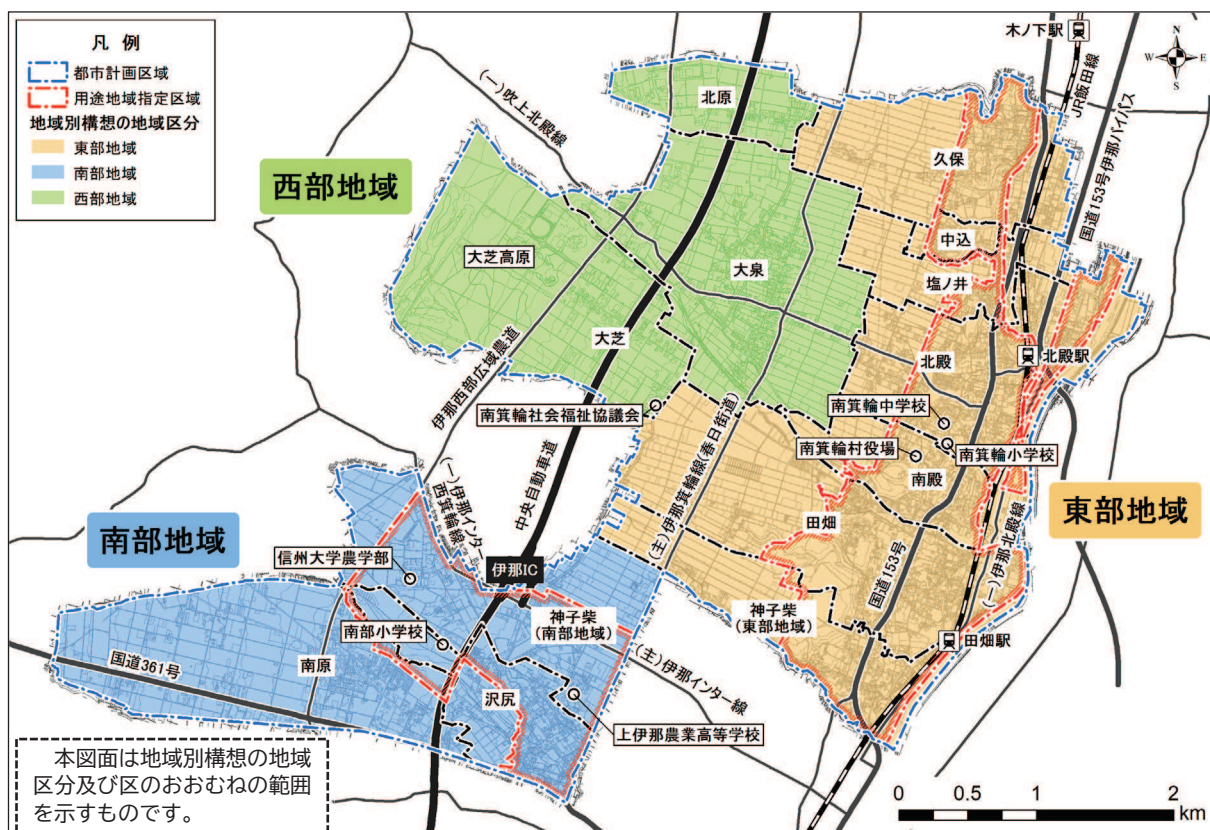 凡 例
都市計画区域
用途地域指定区域
地域別構想の地域区分
東部地域
南部地域
西部地域
木ノ下駅
N
W
E
S
JR飯田線
国道153号伊那バイパス
(一)吹上北殿線
北原
久保
西部地域
中込
大芝高原
大泉
塩ノ井
大芝
北殿
北殿駅
伊那西部広域農道
南箕輪社会福祉協議会
南箕輪中学校
南箕輪村役場
南箕輪小学校
南殿
中央自動車道
(主)伊那箕輪線(春日街道)
(一)伊那インター
西箕輪線
田畑
東部地域
南部地域
信州大学農学部
伊那IC
国道153号
(一)伊那北殿線
神子柴
(南部地域)
神子柴
(東部地域)
田畑駅
南部小学校
(主)伊那インター線
国道361号
南原
沢尻
上伊那農業高等学校
本図面は地域別構想の地域
区分及び区のおおむねの範囲
を示すものです。
0 0.5 1 2
km